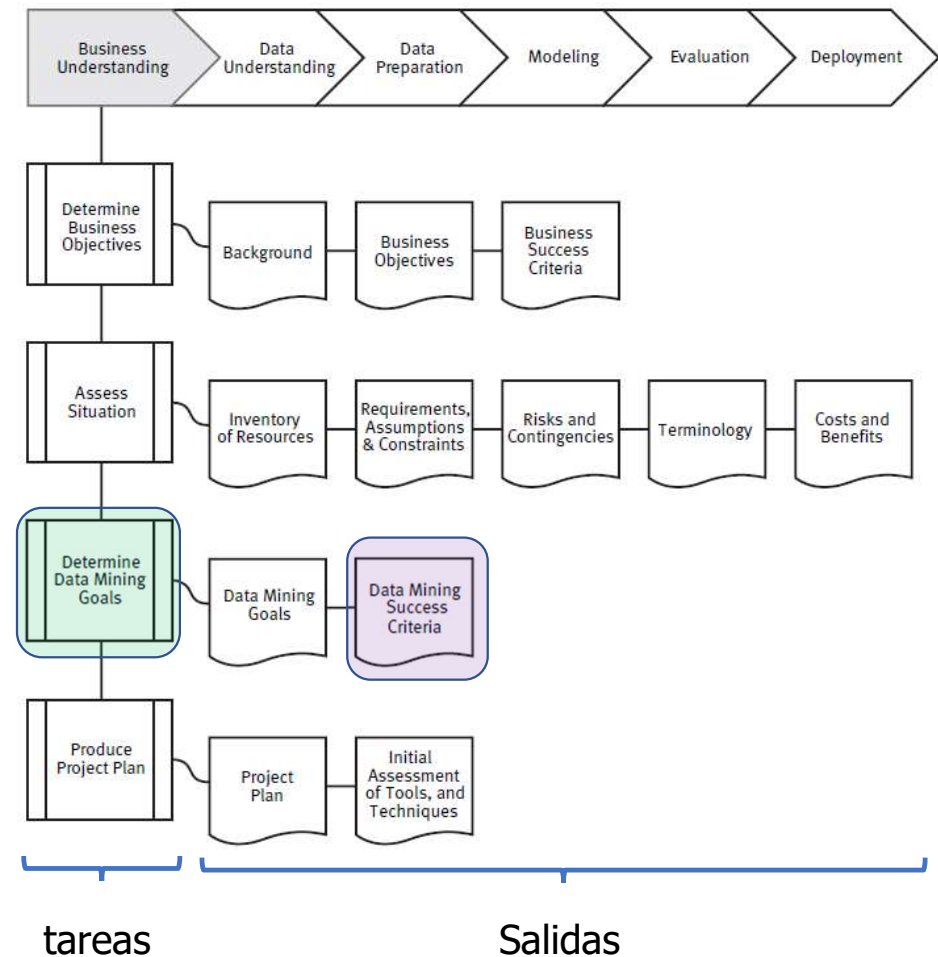 Business
Understanding
Data
Understanding
Data
Preparation
Modeling
Evaluation
Deployment
Determine
Business
Objectives
Background
Business
Objectives
Business
Success
Criteria
Assess
Situation
Inventory
of Resources
Requirements,
Assumptions
& Constraints
Risks and
Contingencies
Terminology
Costs and
Benefits
Determine
Data Mining
Goals
Data Mining
Goals
Data Mining
Success
Criteria
Produce
Project Plan
Project
Plan
Initial
Assessment
of Tools, and
Techniques
tareas
Salidas